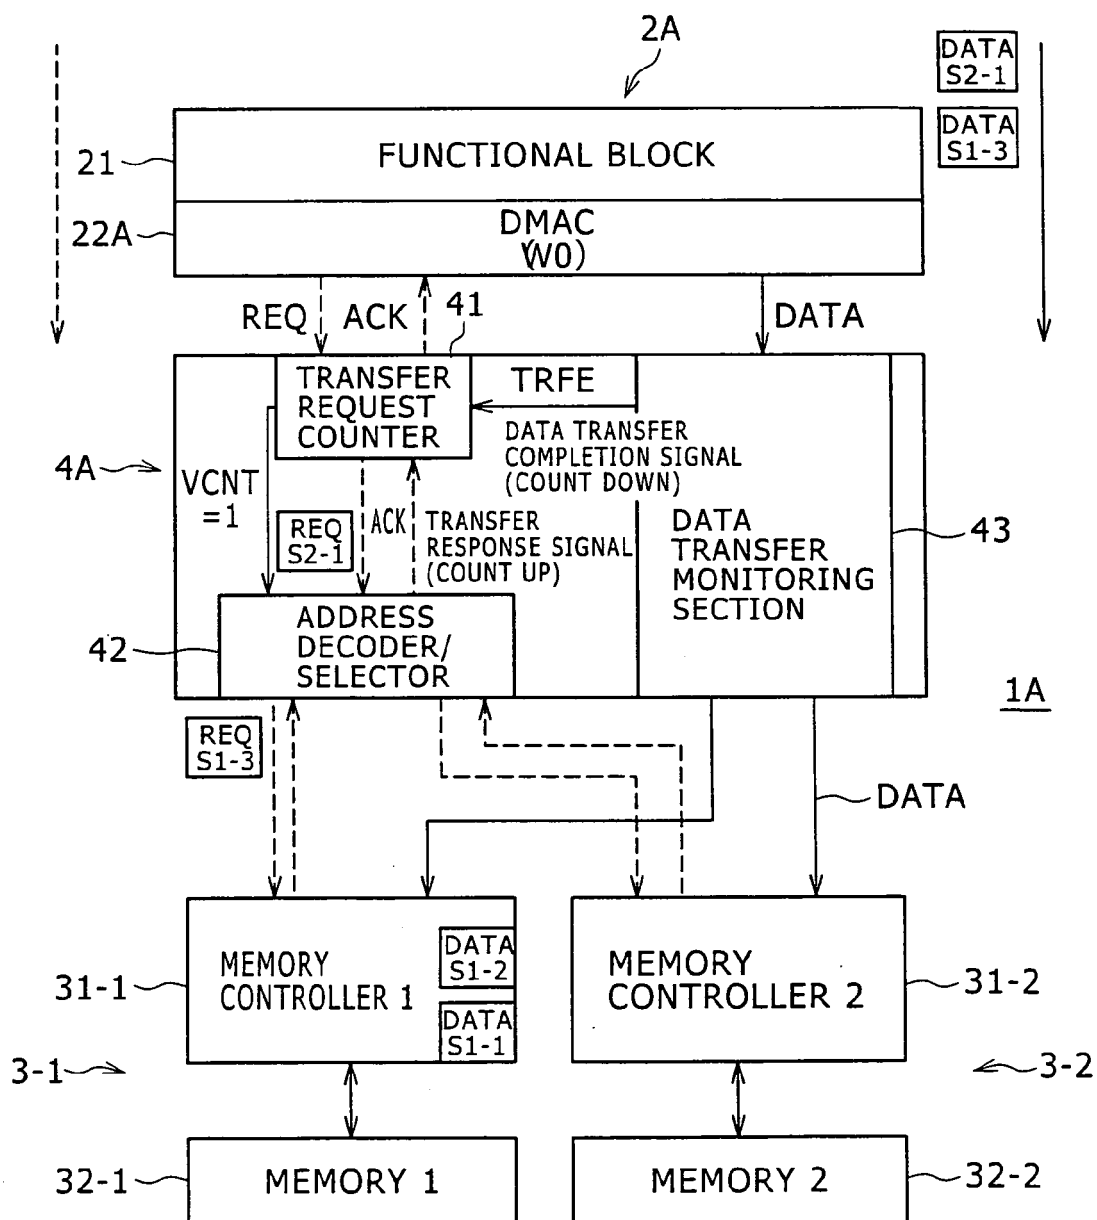 2A
DATA
S2-1
DATA
S1-3
21
FUNCTIONAL BLOCK
22A
DMAC
(W0)
REQ
ACK
41
DATA
TRANSFER
REQUEST
COUNTER
TRFE
DATA TRANSFER
COMPLETION SIGNAL
(COUNT DOWN)
4A
VCNT
=1
REQ
S2-1
ACK
TRANSFER
RESPONSE SIGNAL
(COUNT UP)
DATA
TRANSFER
MONITORING
SECTION
43
42
ADDRESS
DECODER/
SELECTOR
1A
REQ
S1-3
DATA
31-1
MEMORY
CONTROLLER 1
DATA
S1-2
DATA
S1-1
MEMORY
CONTROLLER 2
31-2
3-1
3-2
32-1
MEMORY 1
MEMORY 2
32-2